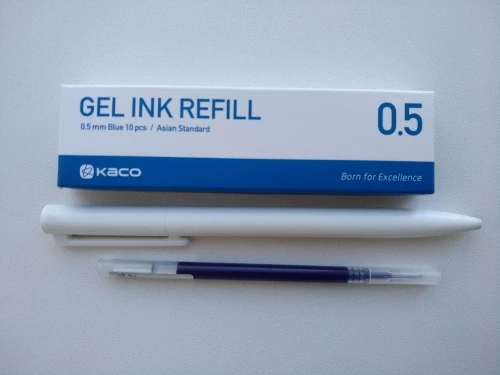 GEL INK REFILL
0.5 mm Blue 10 pcs / Asian Standard
0.5
KACO
Born for Excellence